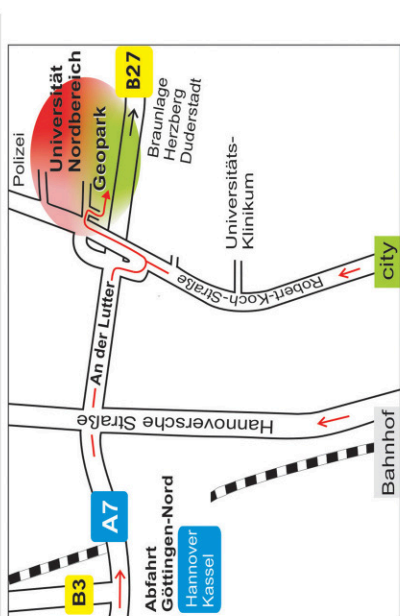 Polizei
Universität
Nordbereich
Geopark
B27
Braunlage
Herzberg
Duderstadt
Universitäts-
Klinikum
An der Lutter
Robert-Koch-Straße
city
Hannoversche Straße
Bahnhof
A7
B3
Abfahrt
Göttingen-Nord
Hannover
Kassel